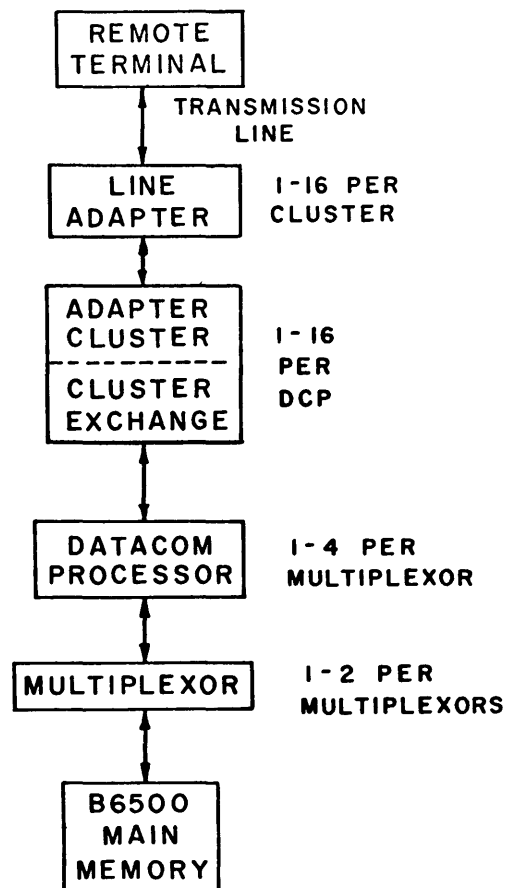 REMOTE
TERMINAL
TRANSMISSION
LINE
LINE
ADAPTER
1-16 PER
CLUSTER
ADAPTER
CLUSTER
CLUSTER
EXCHANGE
1-16
PER
DCP
DATACOM
PROCESSOR
1-4 PER
MULTIPLEXOR
MULTIPLEXOR
1-2 PER
MULTIPLEXORS
B6500
MAIN
MEMORY